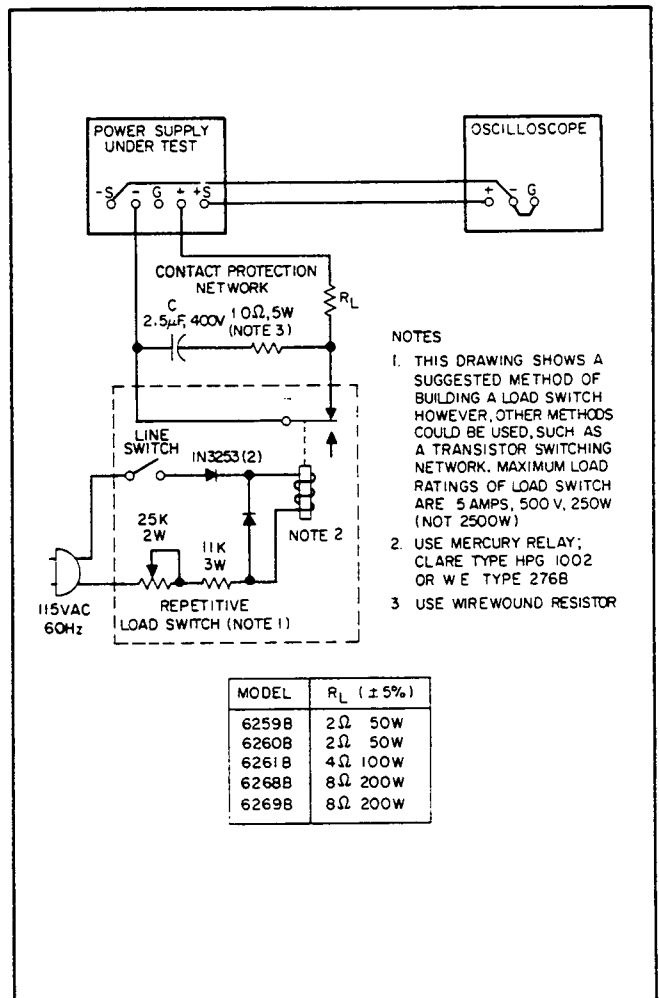 POWER SUPPLY
UNDER TEST
-S - G + +S
OSCILLOSCOPE
+ - G
CONTACT PROTECTION
NETWORK
C
2.5µF, 400V
1 0Ω, 5W
(NOTE 3)
RL
LINE
SWITCH
IN3253(2)
NOTE 2
25K
2W
11K
3W
115VAC
60Hz
REPETITIVE
LOAD SWITCH (NOTE 1)
NOTES
1. THIS DRAWING SHOWS A
SUGGESTED METHOD OF
BUILDING A LOAD SWITCH
HOWEVER, OTHER METHODS
COULD BE USED, SUCH AS
A TRANSISTOR SWITCHING
NETWORK. MAXIMUM LOAD
RATINGS OF LOAD SWITCH
ARE 5 AMPS, 500 V, 250W
(NOT 2500W)
2. USE MERCURY RELAY;
CLARE TYPE HPG 1002
OR W E TYPE 276B
3 USE WIREWOUND RESISTOR
MODEL RL (±5%)
6259B 2Ω 50W
6260B 2Ω 50W
6261B 4Ω 100W
6268B 8Ω 200W
6269B 8Ω 200W